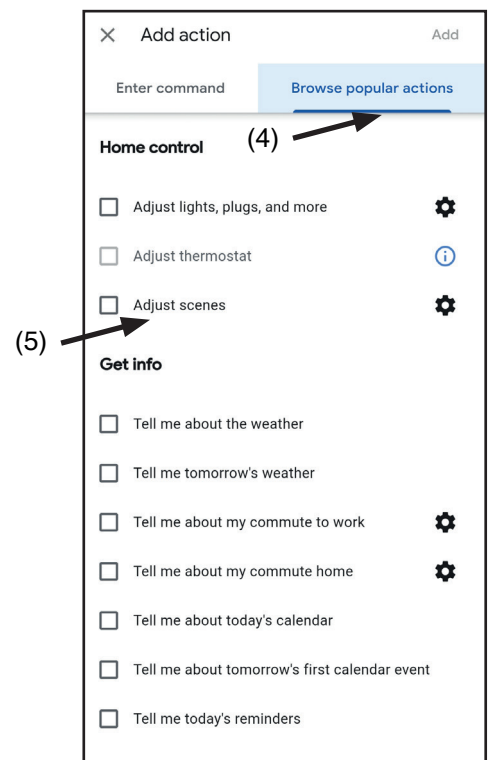 Add action Add
Enter command Browse popular actions
(4)
Home control
Adjust lights, plugs, and more
Adjust thermostat
Adjust scenes
(5)
Get info
Tell me about the weather
Tell me tomorrow's weather
Tell me about my commute to work
Tell me about my commute home
Tell me about today's calendar
Tell me about tomorrow's first calendar event
Tell me today's reminders